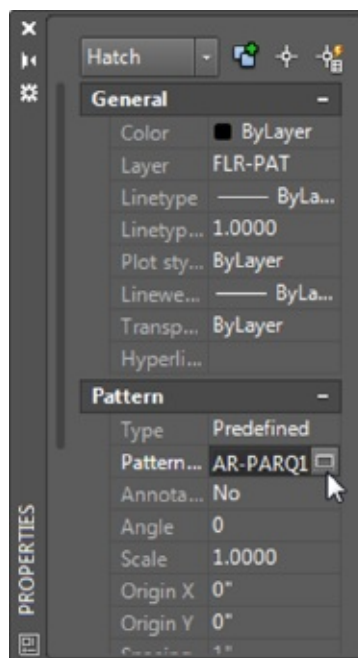 Hatch
General
Color ByLayer
Layer FLR-PAT
Linetype ByLa...
Linetyp... 1.0000
Plot sty... ByLayer
Linewe... ByLa...
Transp... ByLayer
Hyperli...
Pattern
Type Predefined
Pattern... AR-PARQ1
Annota... No
Angle 0
Scale 1.0000
Origin X 0"
Origin Y 0"
PROPERTIES